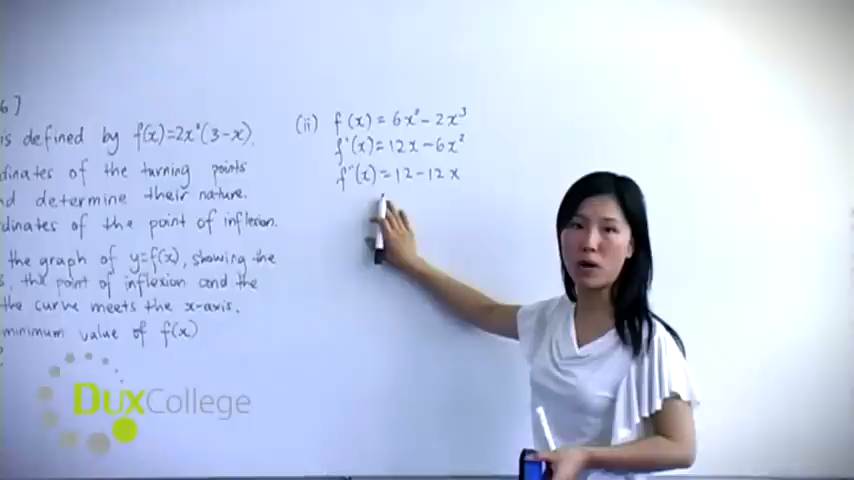 6]
is defined by f(x)=2x²(3-x).
dinates of the turning points
nd determine their nature.
dinates of the point of inflexion.
the graph of y=f(x), showing the
s, the point of inflexion and the
the curve meets the x-axis.
minimum value of f(x)
?
(ii) f(x) = 6x² - 2x³
f'(x) = 12x - 6x²
f''(x) = 12 - 12x
DuxCollege